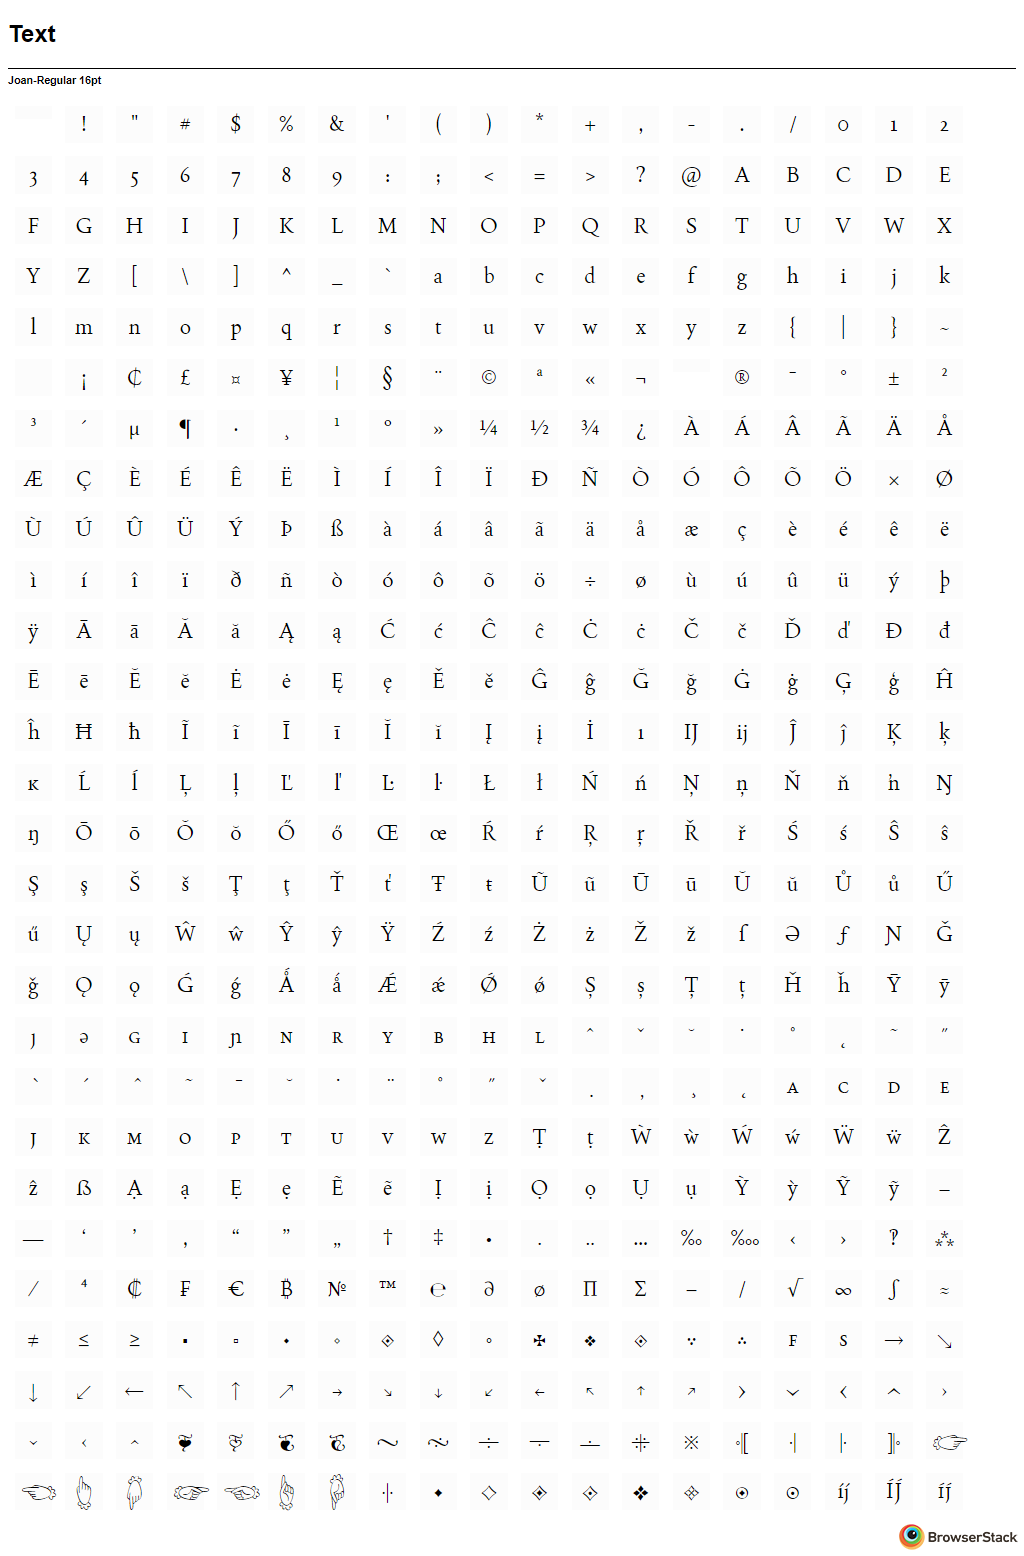 Text
Joan-Regular 16pt
! " # $ % & ' ( ) * + , - . / 0 1 2
3 4 5 6 7 8 9 : ; < = > ? @ A B C D E
F G H I J K L M N O P Q R S T U V W X
Y Z [ \ ] ^ _ ` a b c d e f g h i j k
l m n o p q r s t u v w x y z { | } ~
¡ ₵ £ ¤ ¥ ¦ § ¨ © ª « ¬ ® ¯ ° ± ²
³ ´ µ ¶ · ¸ ¹ º » ¼ ½ ¾ ¿ À Á Â Ã Ä Å
Æ Ç È É Ê Ë Ì Í Î Ï Ð Ñ Ò Ó Ô Õ Ö × Ø
Ù Ú Û Ü Ý Þ ß à á â ã ä å æ ç è é ê ë
ì í î ï ð ñ ò ó ô õ ö ÷ ø ù ú û ü ý þ
ÿ Ā ā Ă ă Ą ą Ć ć Ĉ ĉ Ċ ċ Č č Ď ď Đ đ
Ē ē Ĕ ĕ Ė ė Ę ę Ě ě Ĝ ĝ Ğ ğ Ġ ġ Ģ ģ Ĥ
ĥ Ħ ħ Ĩ ĩ Ī ī Ĭ ĭ Į į İ ı Ĳ ĳ Ĵ ĵ Ķ ķ
ĸ Ĺ ĺ Ļ ļ Ľ ľ Ŀ ŀ Ł ł Ń ń Ņ ņ Ň ň ŉ Ŋ
ŋ Ō ō Ŏ ŏ Ő ő Œ œ Ŕ ŕ Ŗ ŗ Ř ř Ś ś Ŝ ŝ
Ş ş Š š Ţ ţ Ť ť Ŧ ŧ Ũ ũ Ū ū Ŭ ŭ Ů ů Ű
ű Ų ų Ŵ ŵ Ŷ ŷ Ÿ Ź ź Ż ż Ž ž ſ Ə ƒ Ɲ Ğ
ğ Ǫ ǫ Ǵ ǵ Ǻ ǻ Ǽ ǽ Ǿ ǿ Ș ș Ț ț Ȟ ȟ Ȳ ȳ
ȷ ə ɢ ɪ ɲ ɴ ʀ ʏ ʙ ʜ ʟ ˆ ˇ ˘ ˙ ˚ ˛ ˜ ˝
̀ ́ ̂ ̃ ̄ ̆ ̇ ̈ ̊ ̋ ̌ ̣ ̦ ̧ ̨ ᴀ ᴄ ᴅ ᴇ
ᴊ ᴋ ᴍ ᴏ ᴘ ᴛ ᴜ ᴠ ᴡ ᴢ Ṭ ṭ Ẁ ẁ Ẃ ẃ Ẅ ẅ Ẑ
ẑ ẞ Ạ ạ Ẹ ẹ Ẽ ẽ Ị ị Ọ ọ Ụ ụ Ỳ ỳ Ỹ ỹ –
— ‘ ’ ‚ “ ” „ † ‡ • ․ ‥ … ‰ ‱ ‹ › ‽ ⁂
⁄ ⁴ ₵ ₣ € ₿ № ™ ℮ ∂ ∅ ∏ ∑ − ∕ √ ∞ ∫ ≈
≠ ≤ ≥ ▪ ▫ ⬩ ⋄ ◈ ◊ ◦ ✠ ❖ ⟐ ∵ ∴ ꜰ ꜱ → ↘
↓ ↙ ← ↖ ↑ ↗ → ↘ ↓ ↙ ← ↖ ↑ ↗ › ⌄ ‹ ⌃ ›
⌄ ‹ ⌃ ❦ ※
☜ ☝ ☟ ☞ ☜ ☝ ☟ ⬥ ◇ ◈ ⟐ ❖ ⊙ íj́ ÍJ́ íj́
BrowserStack